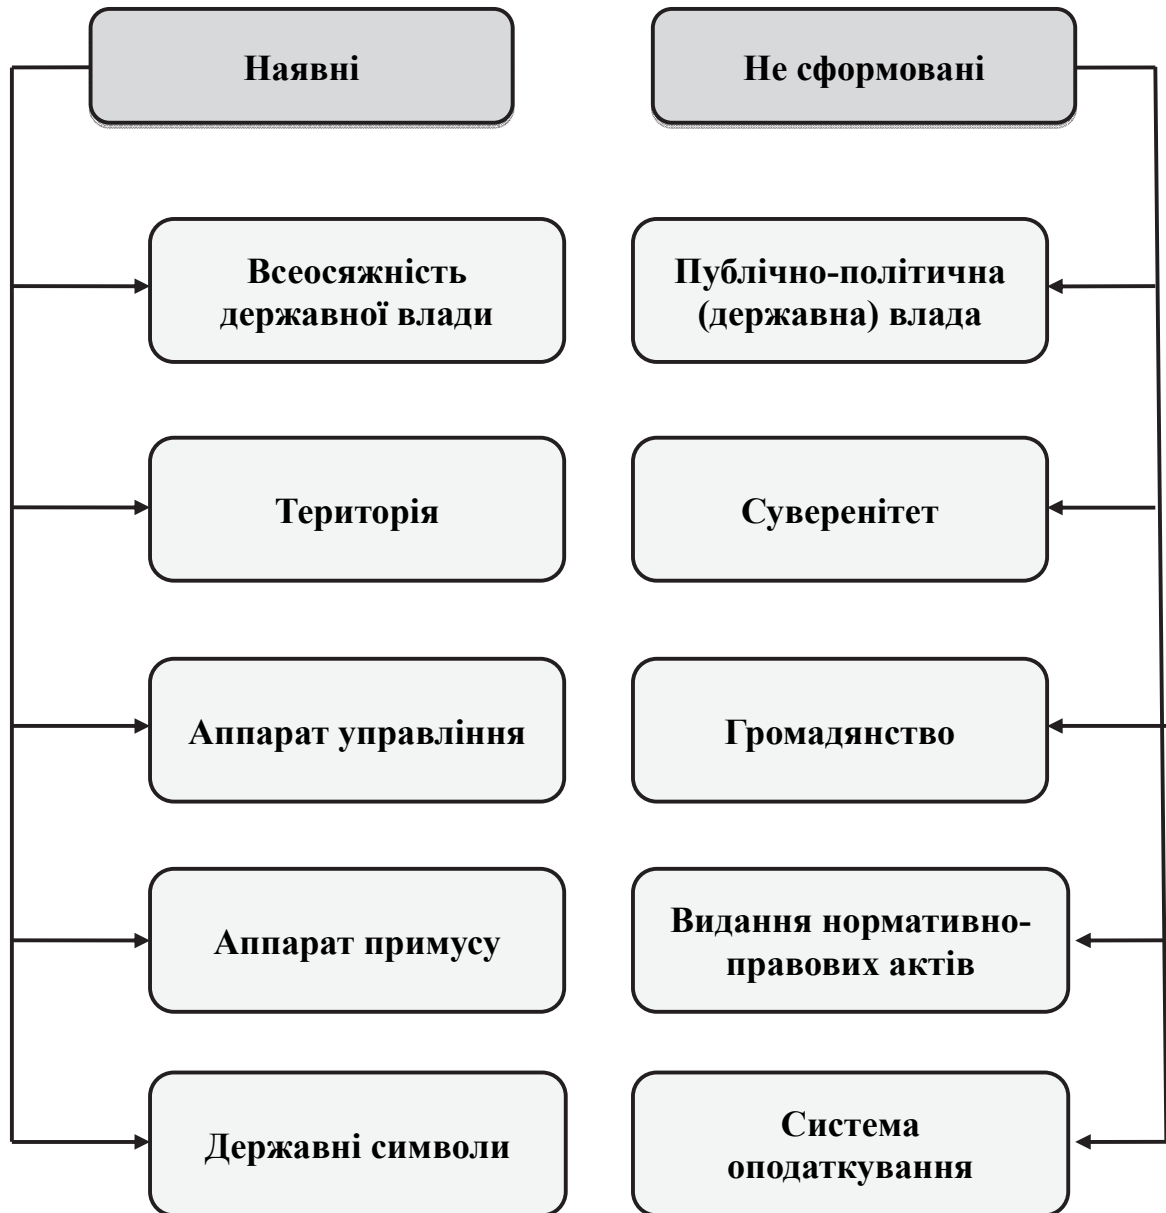 Наявні
Не сформовані
Всеосяжність
державної влади
Публічно-політична
(державна) влада
Територія
Суверенітет
Аппарат управління
Громадянство
Аппарат примусу
Видання нормативно-
правових актів
Державні символи
Система
оподаткування